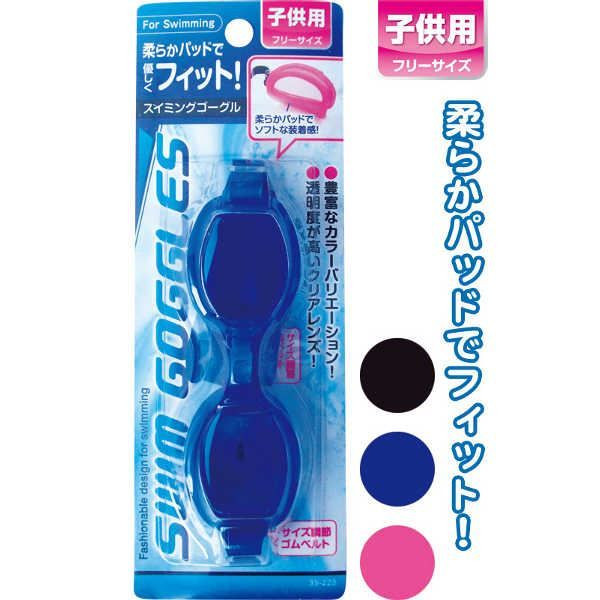 For Swimming
柔らかパッドで
優しく
フィット!
スイミングゴーグル
柔らかパッドで
ソフトな装着感!
子供用
フリーサイズ
SWIM GOGGLES
Fashionable design for swimming
●豊富なカラーバリエーション!
●透明度が高いクリアレンズ!
サイズ調節
サイズ調節
ゴムベルト
子供用
フリーサイズ
柔らかパッドでフィット!